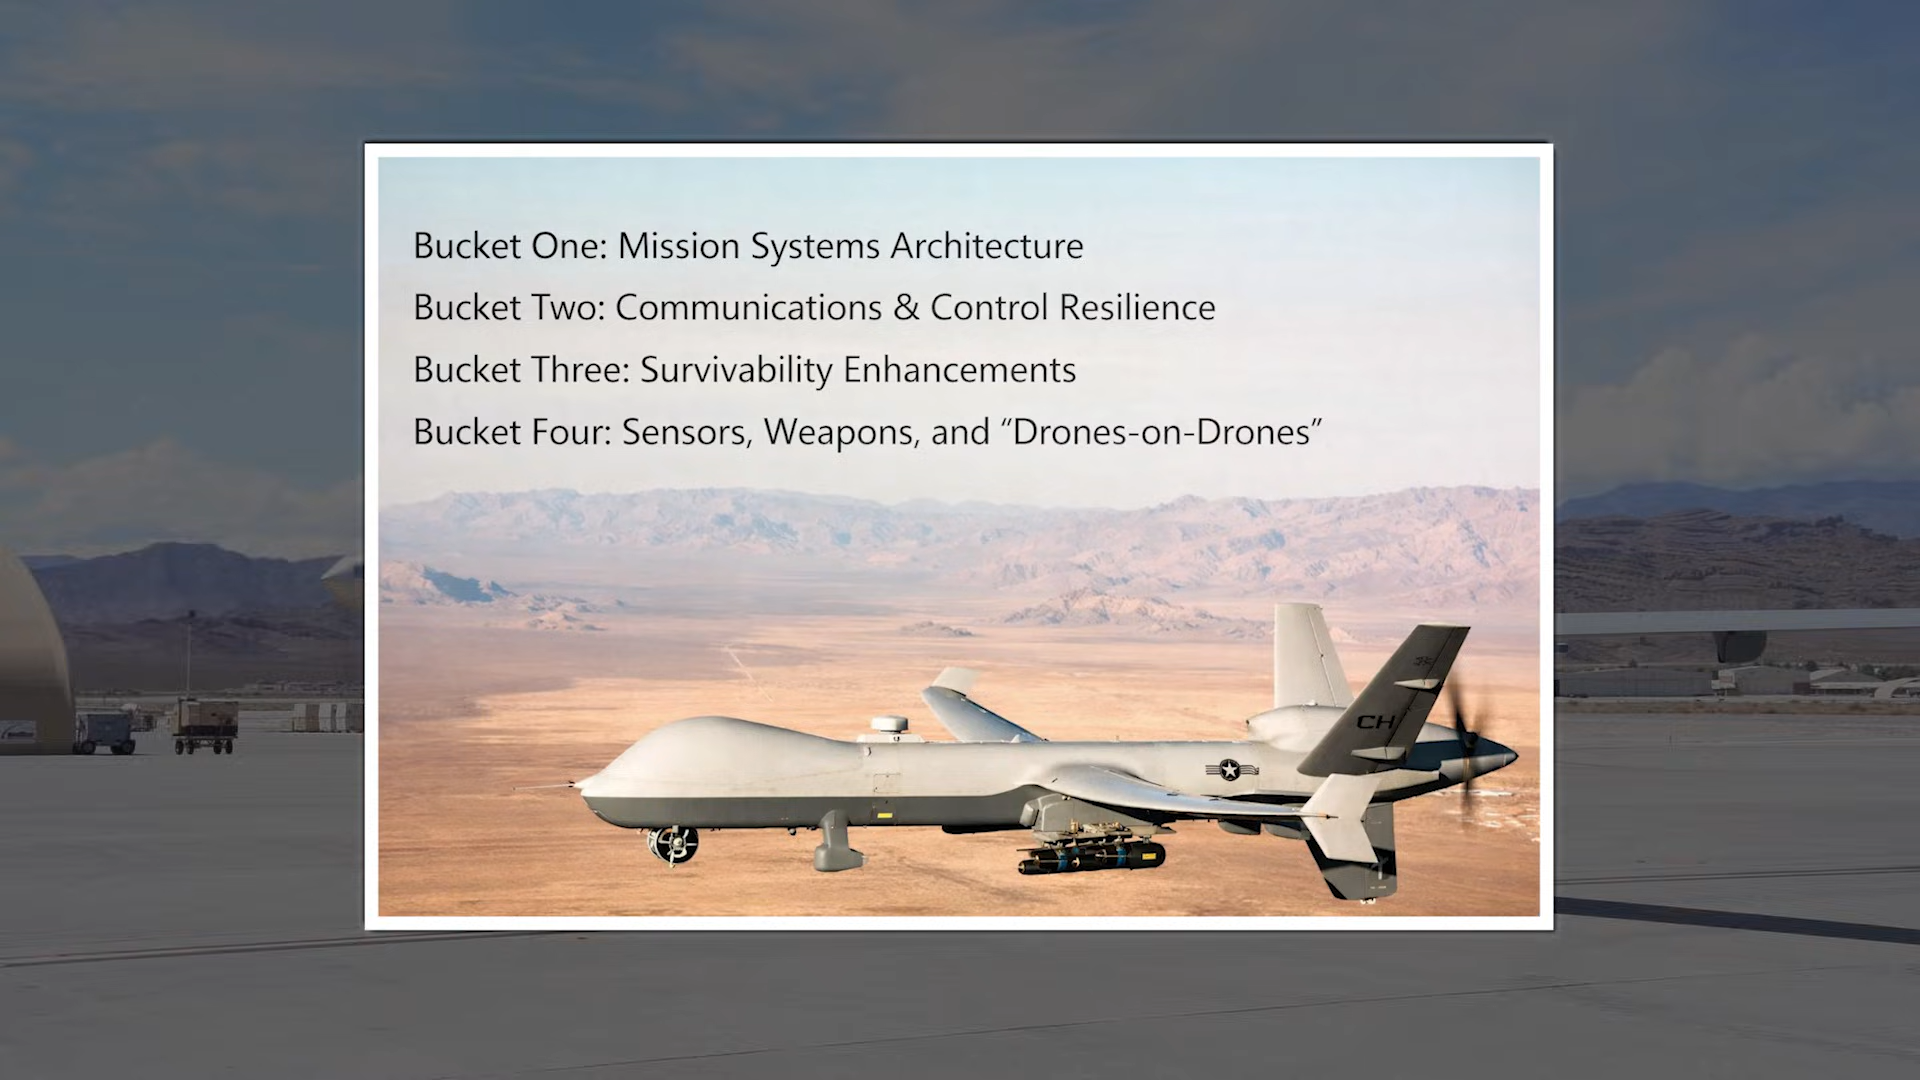 Bucket One: Mission Systems Architecture
Bucket Two: Communications & Control Resilience
Bucket Three: Survivability Enhancements
Bucket Four: Sensors, Weapons, and “Drones-on-Drones”
CH